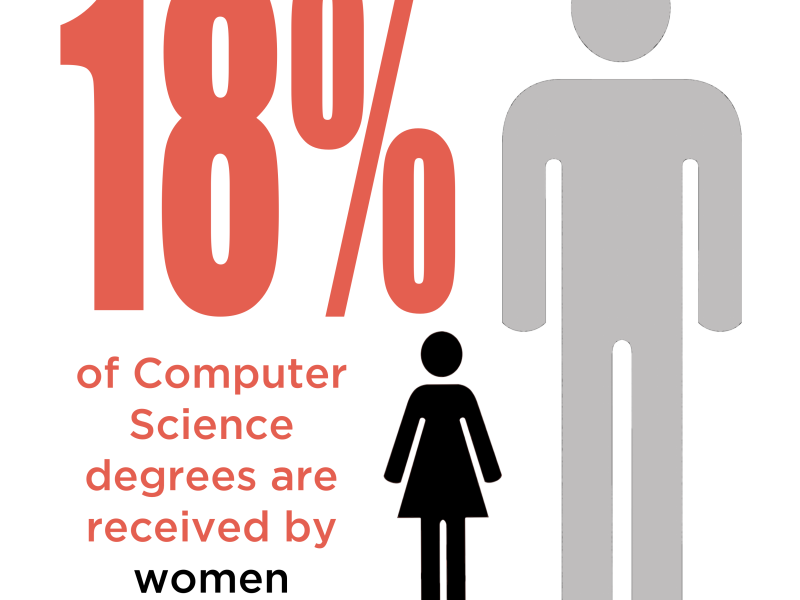 18%
of Computer
Science
degrees are
received by
women